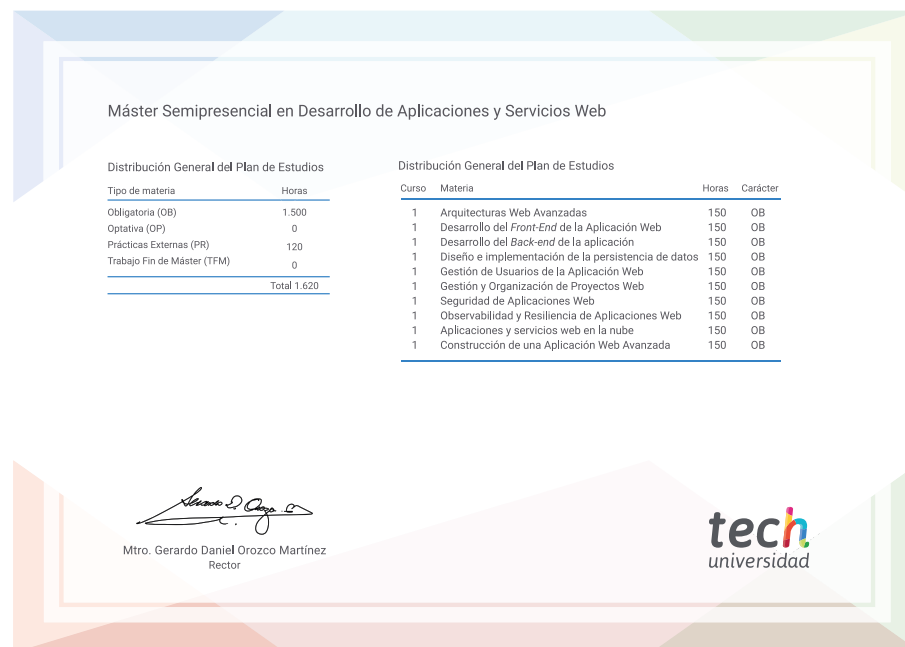 Máster Semipresencial en Desarrollo de Aplicaciones y Servicios Web
Distribución General del Plan de Estudios
Tipo de materia Horas
Obligatoria (OB) 1.500
Optativa (OP) 0
Prácticas Externas (PR) 120
Trabajo Fin de Máster (TFM) 0
Total 1.620
Distribución General del Plan de Estudios
Curso Materia Horas Carácter
1 Arquitecturas Web Avanzadas 150 OB
1 Desarrollo del Front-End de la Aplicación Web 150 OB
1 Desarrollo del Back-end de la aplicación 150 OB
1 Diseño e implementación de la persistencia de datos 150 OB
1 Gestión de Usuarios de la Aplicación Web 150 OB
1 Gestión y Organización de Proyectos Web 150 OB
1 Seguridad de Aplicaciones Web 150 OB
1 Observabilidad y Resiliencia de Aplicaciones Web 150 OB
1 Aplicaciones y servicios web en la nube 150 OB
1 Construcción de una Aplicación Web Avanzada 150 OB
Mtro. Gerardo Daniel Orozco Martínez
Rector
tech
universidad